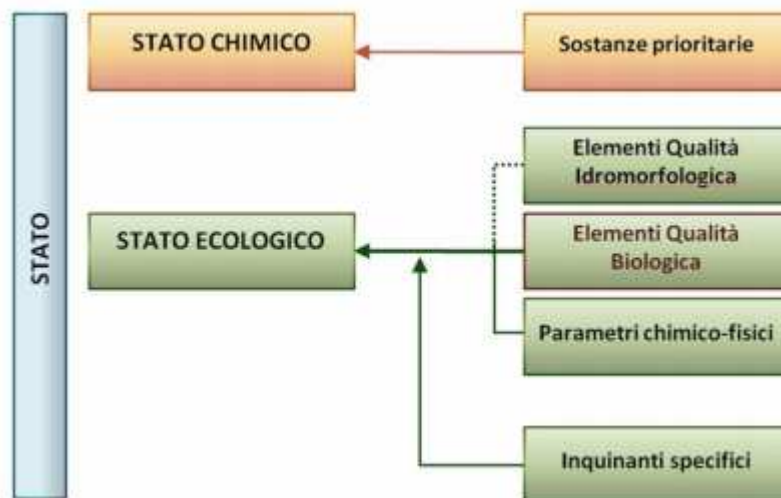 STATO
STATO CHIMICO
Sostanze prioritarie
Elementi Qualità
Idromorfologica
STATO ECOLOGICO
Elementi Qualità
Biologica
Parametri chimico-fisici
Inquinanti specifici